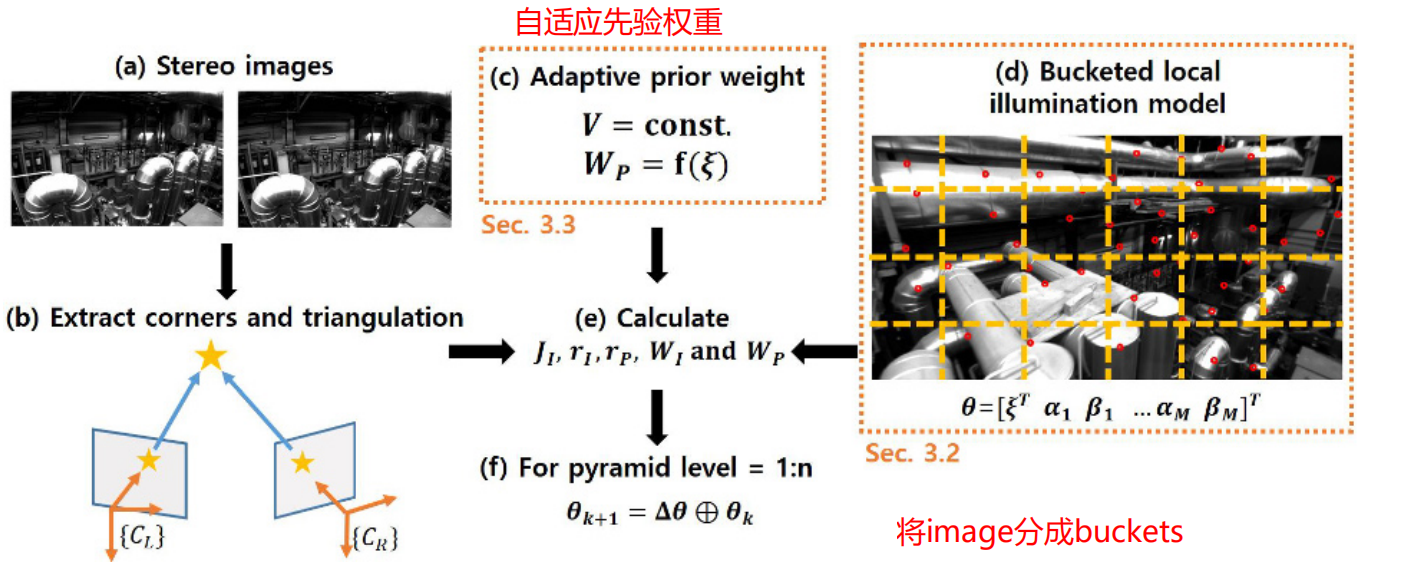 自适应先验权重
(a) Stereo images
(c) Adaptive prior weight
V = const.
W_P = f(ξ)
Sec. 3.3
(d) Bucketed local
illumination model
θ=[ξ^T α_1 β_1 …α_M β_M]^T
Sec. 3.2
(b) Extract corners and triangulation
{C_L}
{C_R}
(e) Calculate
J_I, r_I, r_P, W_I and W_P
(f) For pyramid level = 1:n
θ_{k+1} = Δθ ⊕ θ_k
将image分成buckets